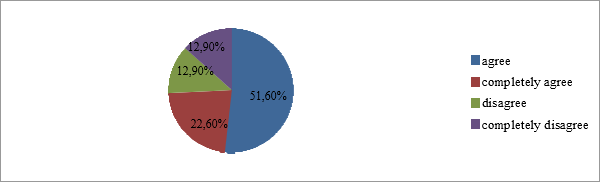 12,90%
12,90%
51,60%
22,60%
agree
completely agree
disagree
completely disagree